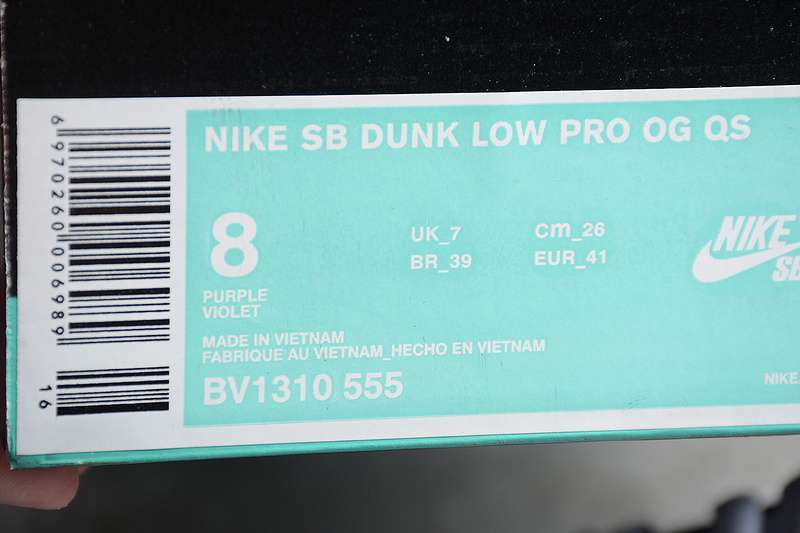 NIKE SB DUNK LOW PRO OG QS
8
UK_7
cm_26
BR_39
EUR_41
PURPLE
VIOLET
MADE IN VIETNAM
FABRIQUE AU VIETNAM_HECHO EN VIETNAM
BV1310 555
NIKE
SB
NIKE
6970260006989
16